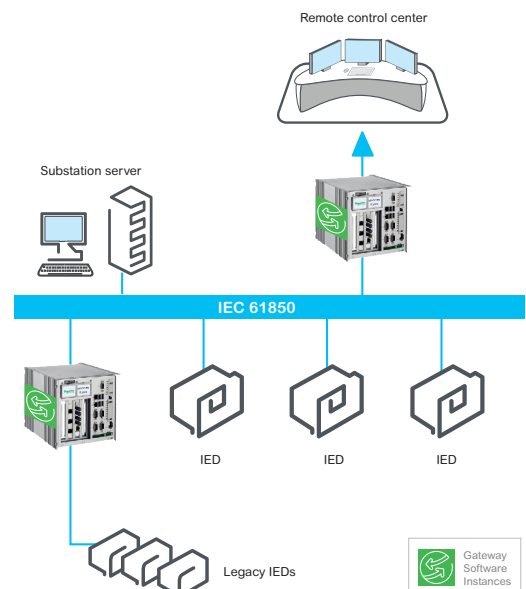 Remote control center
Substation server
IEC 61850
IED
IED
IED
Legacy IEDs
Gateway
Software
Instances